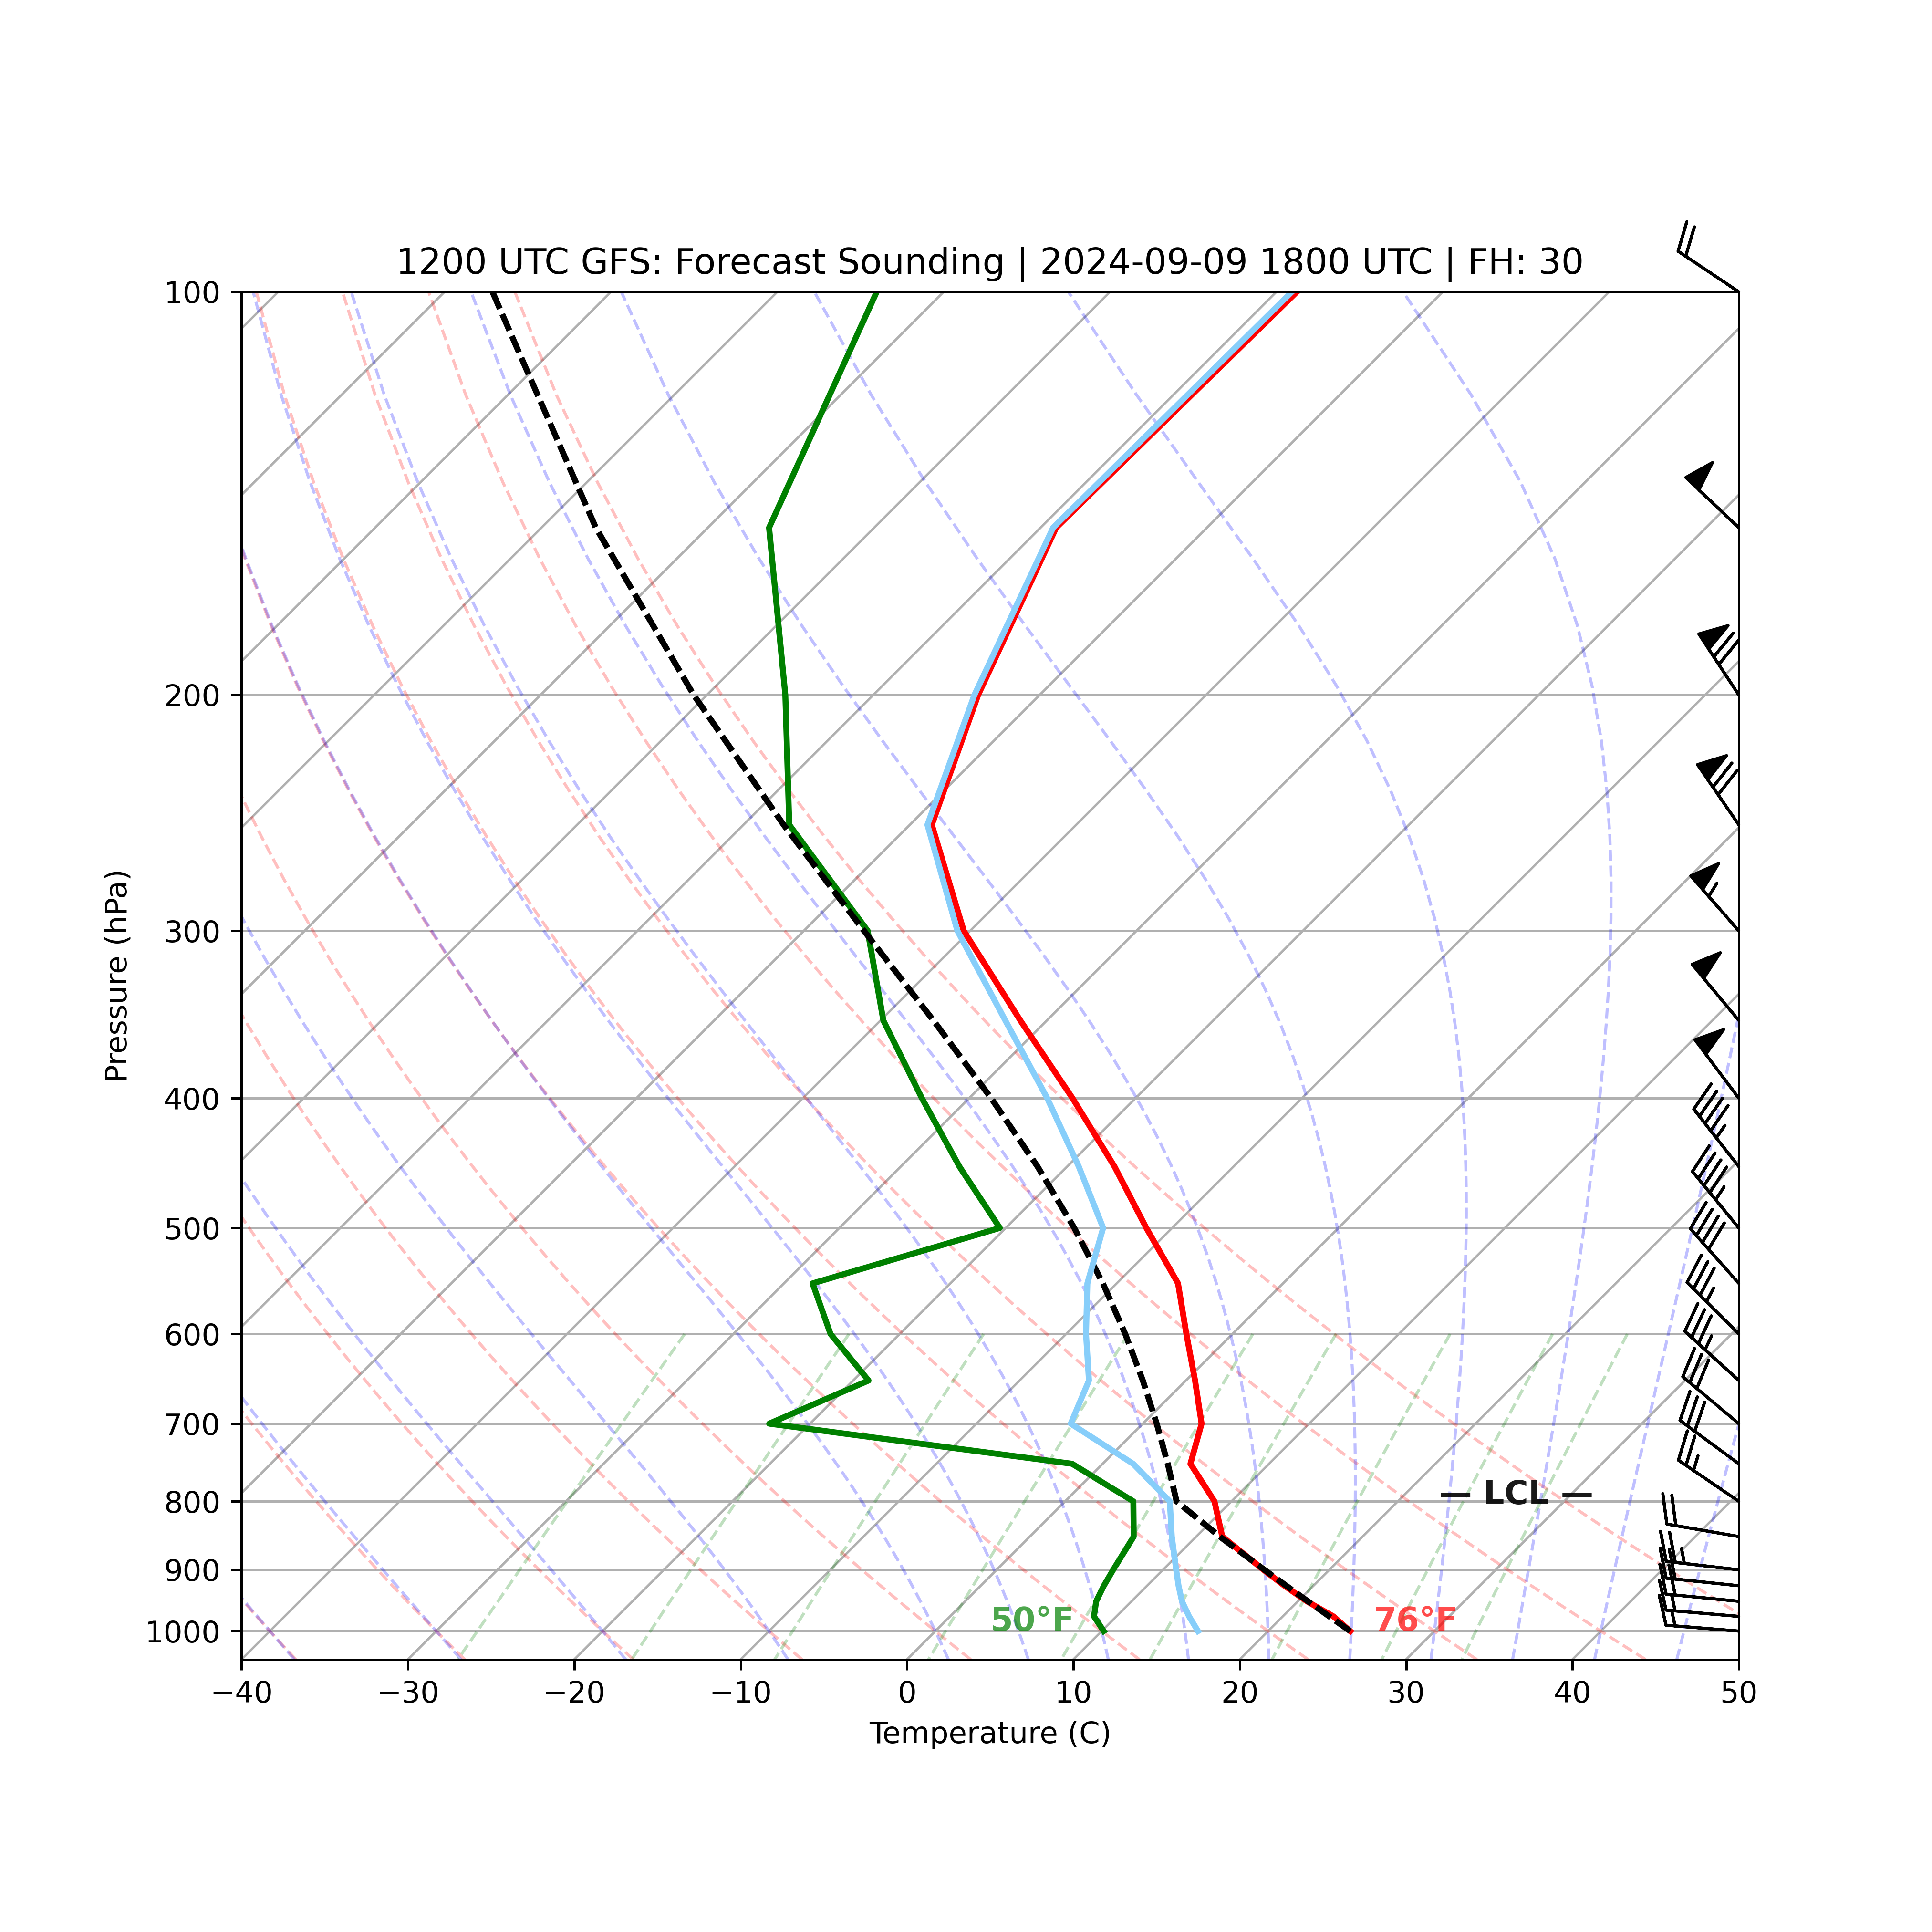 1200 UTC GFS: Forecast Sounding | 2024-09-09 1800 UTC | FH: 30
100
200
300
400
500
600
700
800
900
1000
Pressure (hPa)
— LCL —
50°F
76°F
−40 −30 −20 −10 0 10 20 30 40 50
Temperature (C)